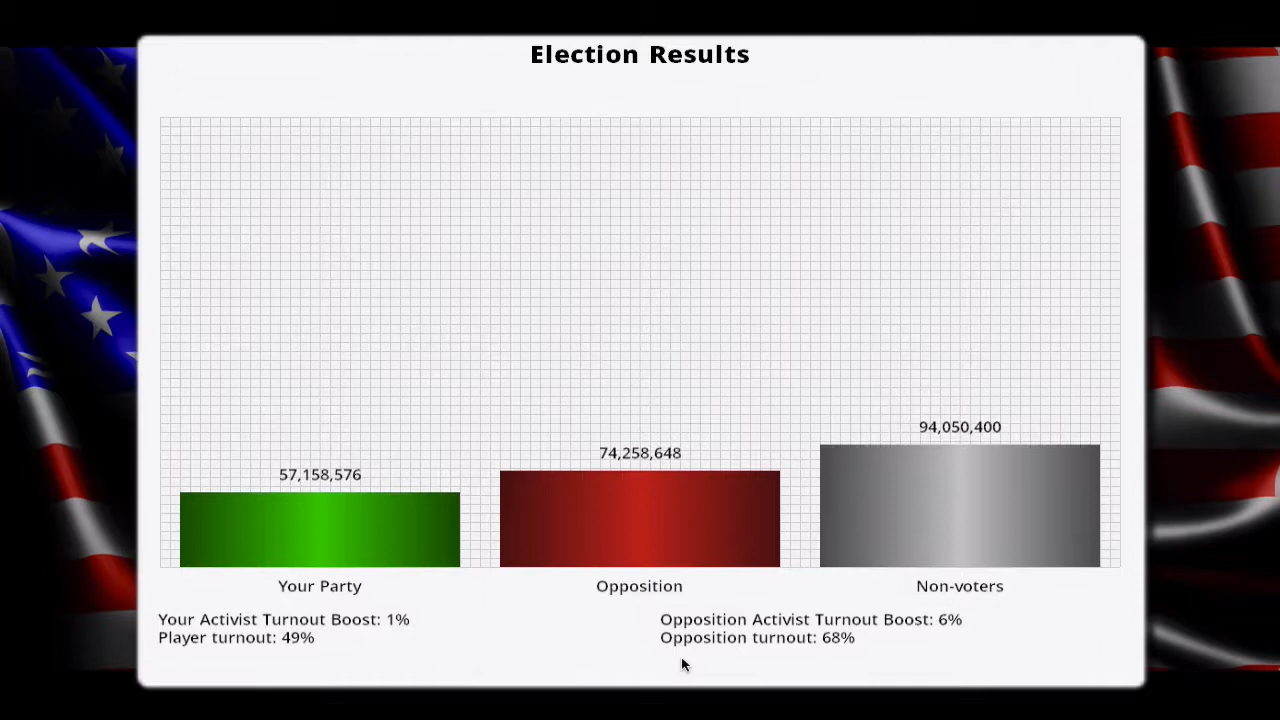 Election Results
94,050,400
74,258,648
57,158,576
Your Party
Opposition
Non-voters
Your Activist Turnout Boost: 1%
Opposition Activist Turnout Boost: 6%
Player turnout: 49%
Opposition turnout: 68%